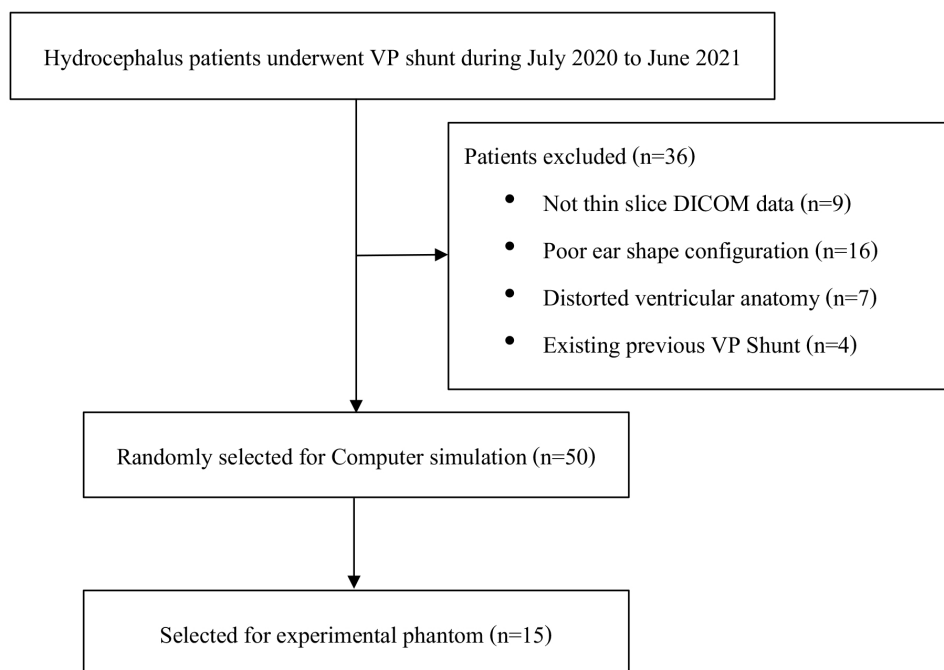 Hydrocephalus patients underwent VP shunt during July 2020 to June 2021
Patients excluded (n=36)
• Not thin slice DICOM data (n=9)
• Poor ear shape configuration (n=16)
• Distorted ventricular anatomy (n=7)
• Existing previous VP Shunt (n=4)
Randomly selected for Computer simulation (n=50)
Selected for experimental phantom (n=15)